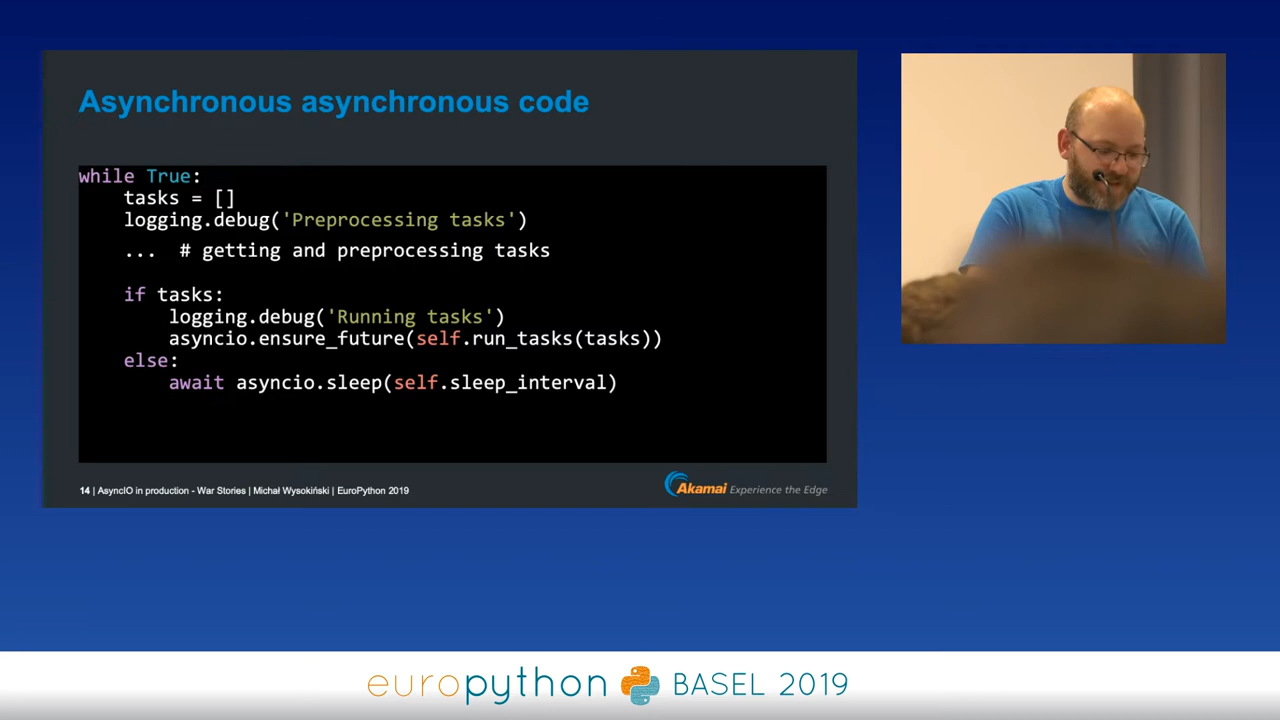 Asynchronous asynchronous code
while True:
    tasks = []
    logging.debug('Preprocessing tasks')
    ...  # getting and preprocessing tasks
    if tasks:
        logging.debug('Running tasks')
        asyncio.ensure_future(self.run_tasks(tasks))
    else:
        await asyncio.sleep(self.sleep_interval)
14 | AsyncIO in production - War Stories | Michał Wysokiński | EuroPython 2019
Akamai Experience the Edge
europython BASEL 2019